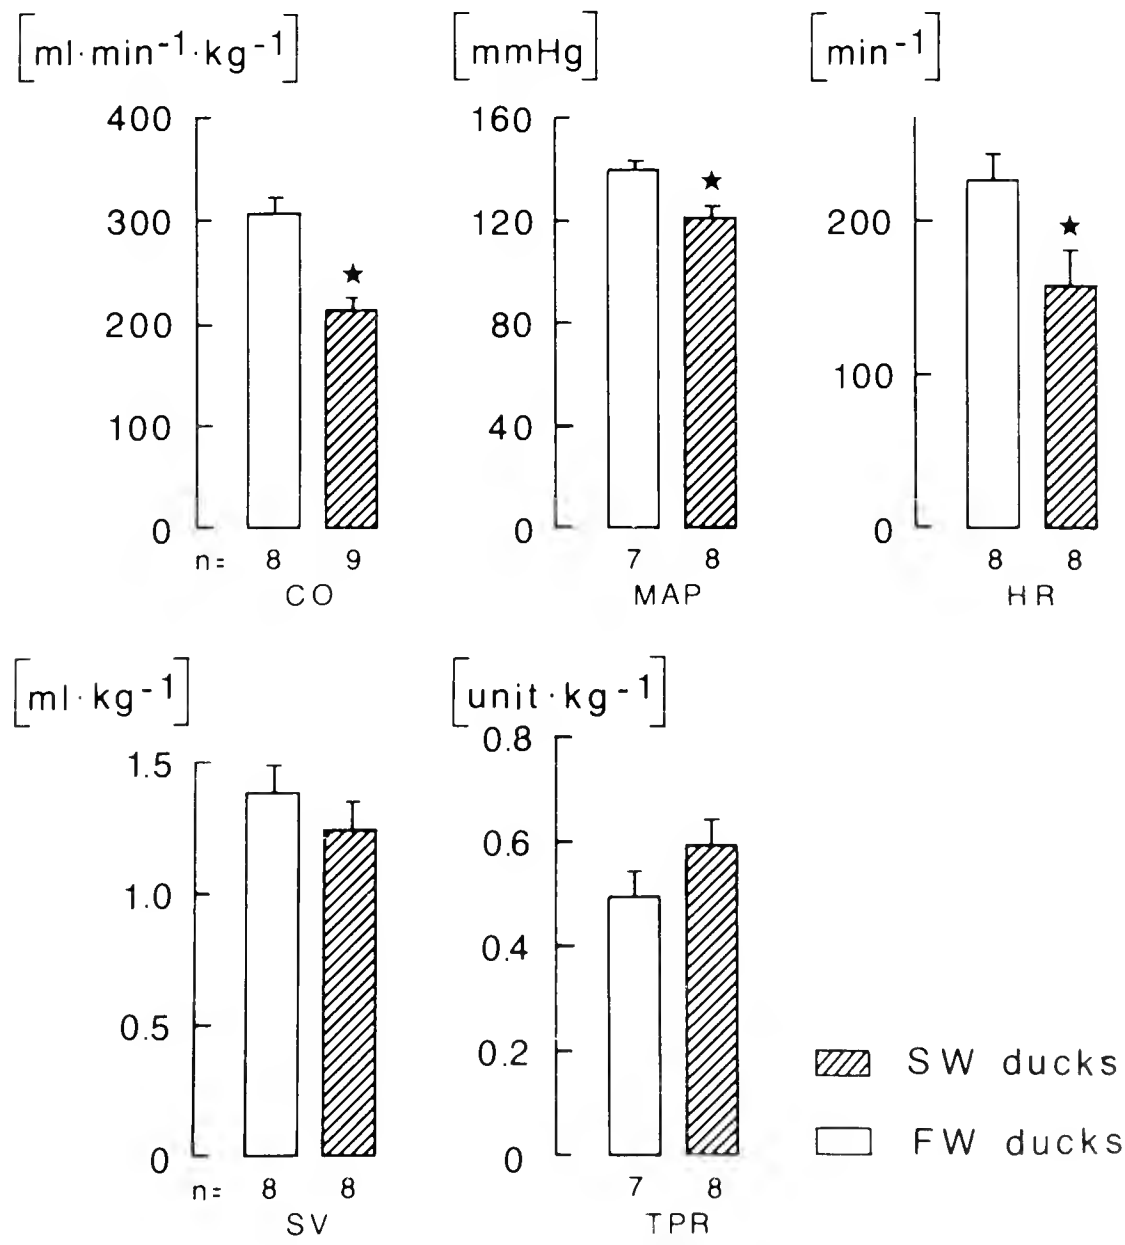 [ml·min⁻¹·kg⁻¹]
400
300
200
100
0
n= 8 9
CO
[mmHg]
160
120
80
40
0
7 8
MAP
[min⁻¹]
200
100
0
8 8
HR
[ml·kg⁻¹]
1.5
1.0
0.5
0
n= 8 8
SV
[unit·kg⁻¹]
0.8
0.6
0.4
0.2
0
7 8
TPR
SW ducks
FW ducks